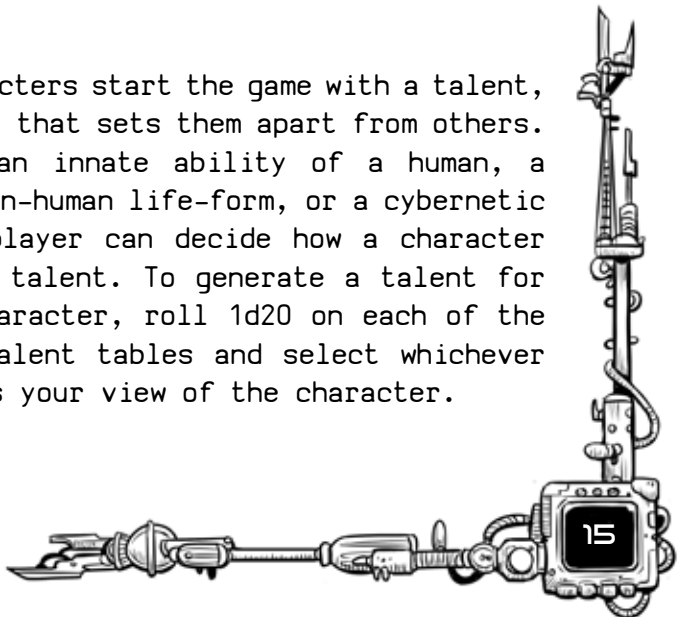 cters start the game with a talent,
that sets them apart from others.
an innate ability of a human, a
n-human life-form, or a cybernetic
player can decide how a character
talent. To generate a talent for
aracter, roll 1d20 on each of the
alent tables and select whichever
s your view of the character.
15